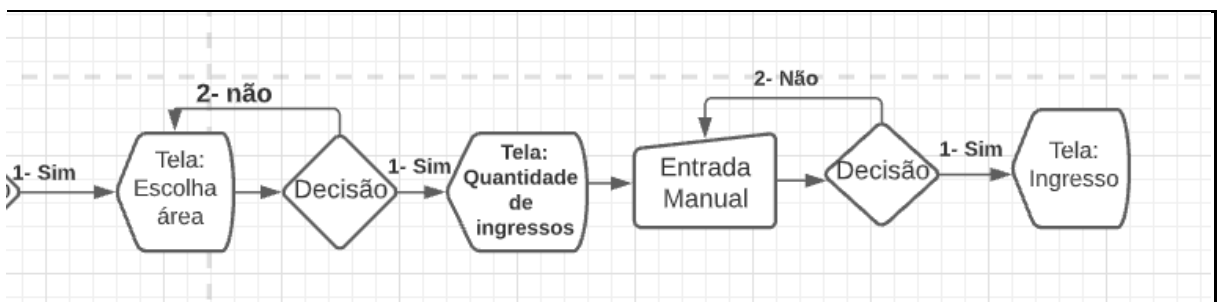 1- Sim
Tela:
Escolha
área
2- não
Decisão
1- Sim
Tela:
Quantidade
de
ingressos
Entrada
Manual
2- Não
Decisão
1- Sim
Tela:
Ingresso